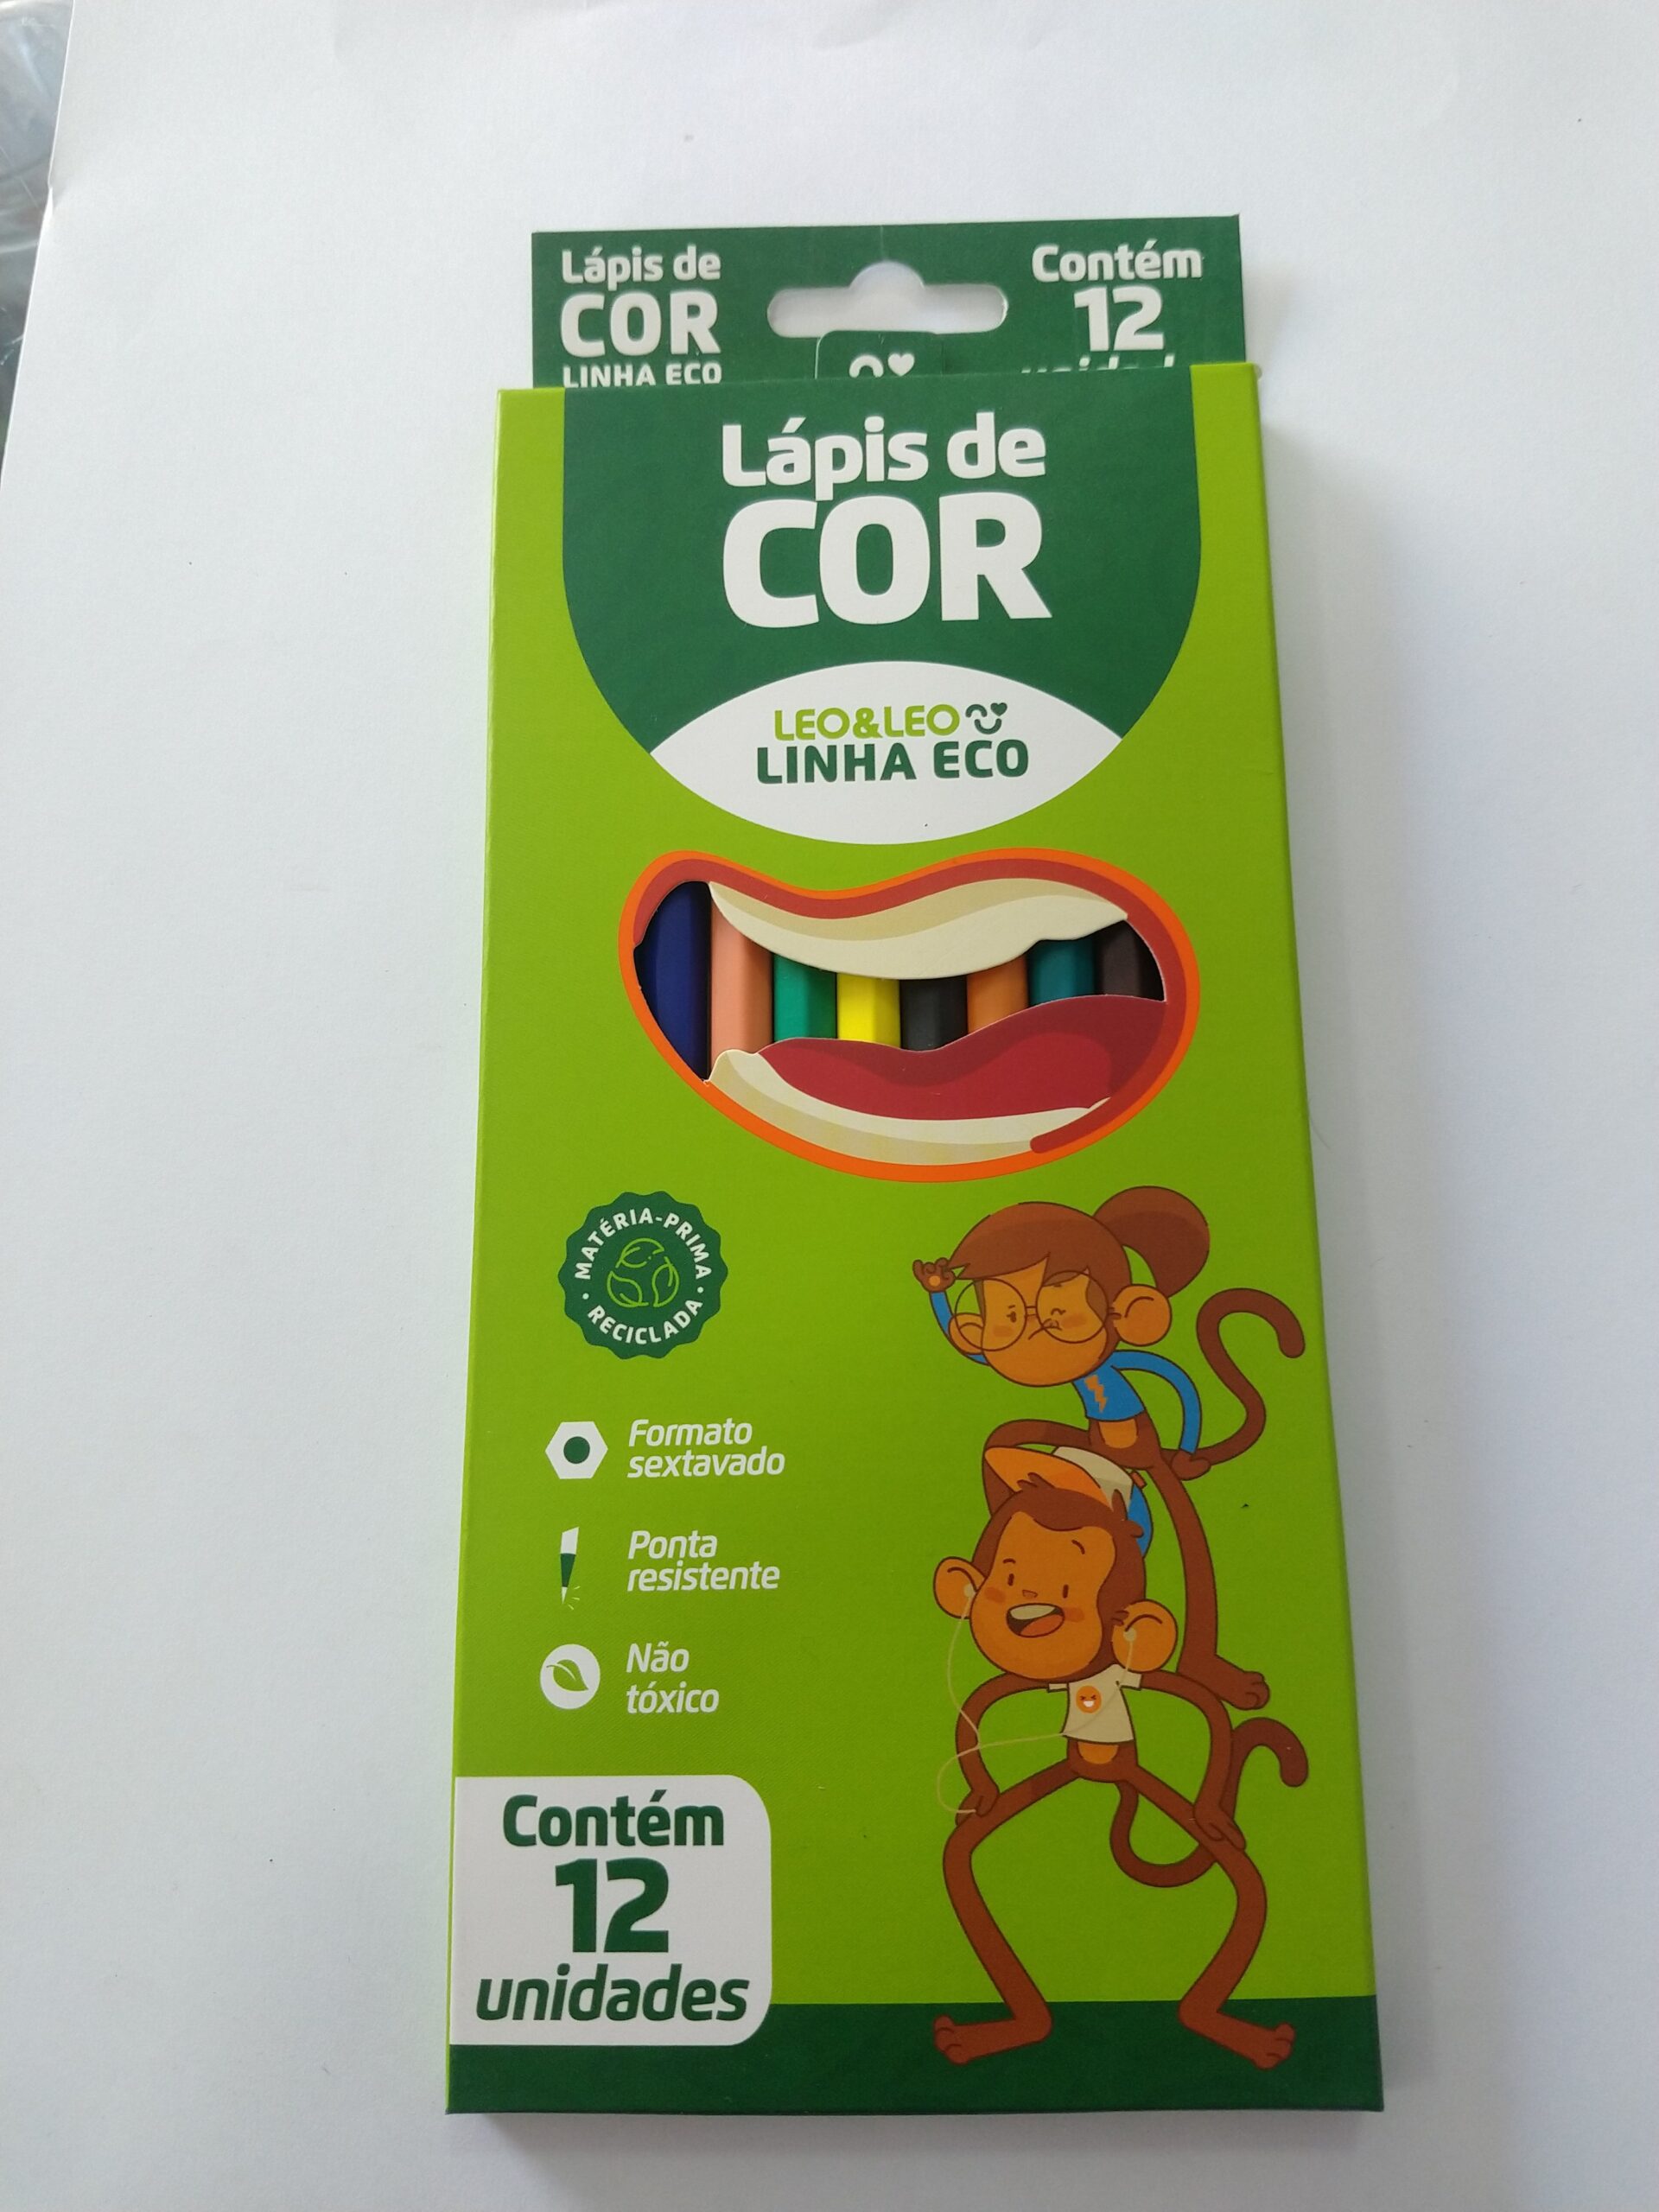 Lápis de
COR
LINHA ECO
Contém
12
Lápis de
COR
LEO&LEO
LINHA ECO
MATÉRIA-PRIMA
RECICLADA
Formato
sextavado
Ponta
resistente
Não
tóxico
Contém
12
unidades